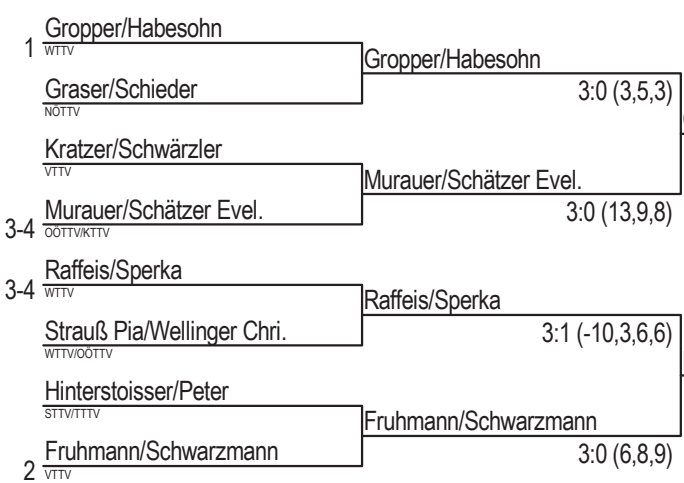 Gropper/Habesohn
1 WTTV
Gropper/Habesohn
Graser/Schieder
3:0 (3,5,3)
NÖTTV
Kratzer/Schwärzler
VTTV
Murauer/Schätzer Evel.
Murauer/Schätzer Evel.
3:0 (13,9,8)
3-4 OÖTTV/KTTV
Raffeis/Sperka
3-4 WTTV
Raffeis/Sperka
Strauß Pia/Wellinger Chri.
3:1 (-10,3,6,6)
WTTV/OÖTTV
Hinterstoisser/Peter
STTV/TTTV
Fruhmann/Schwarzmann
Fruhmann/Schwarzmann
3:0 (6,8,9)
2 VTTV